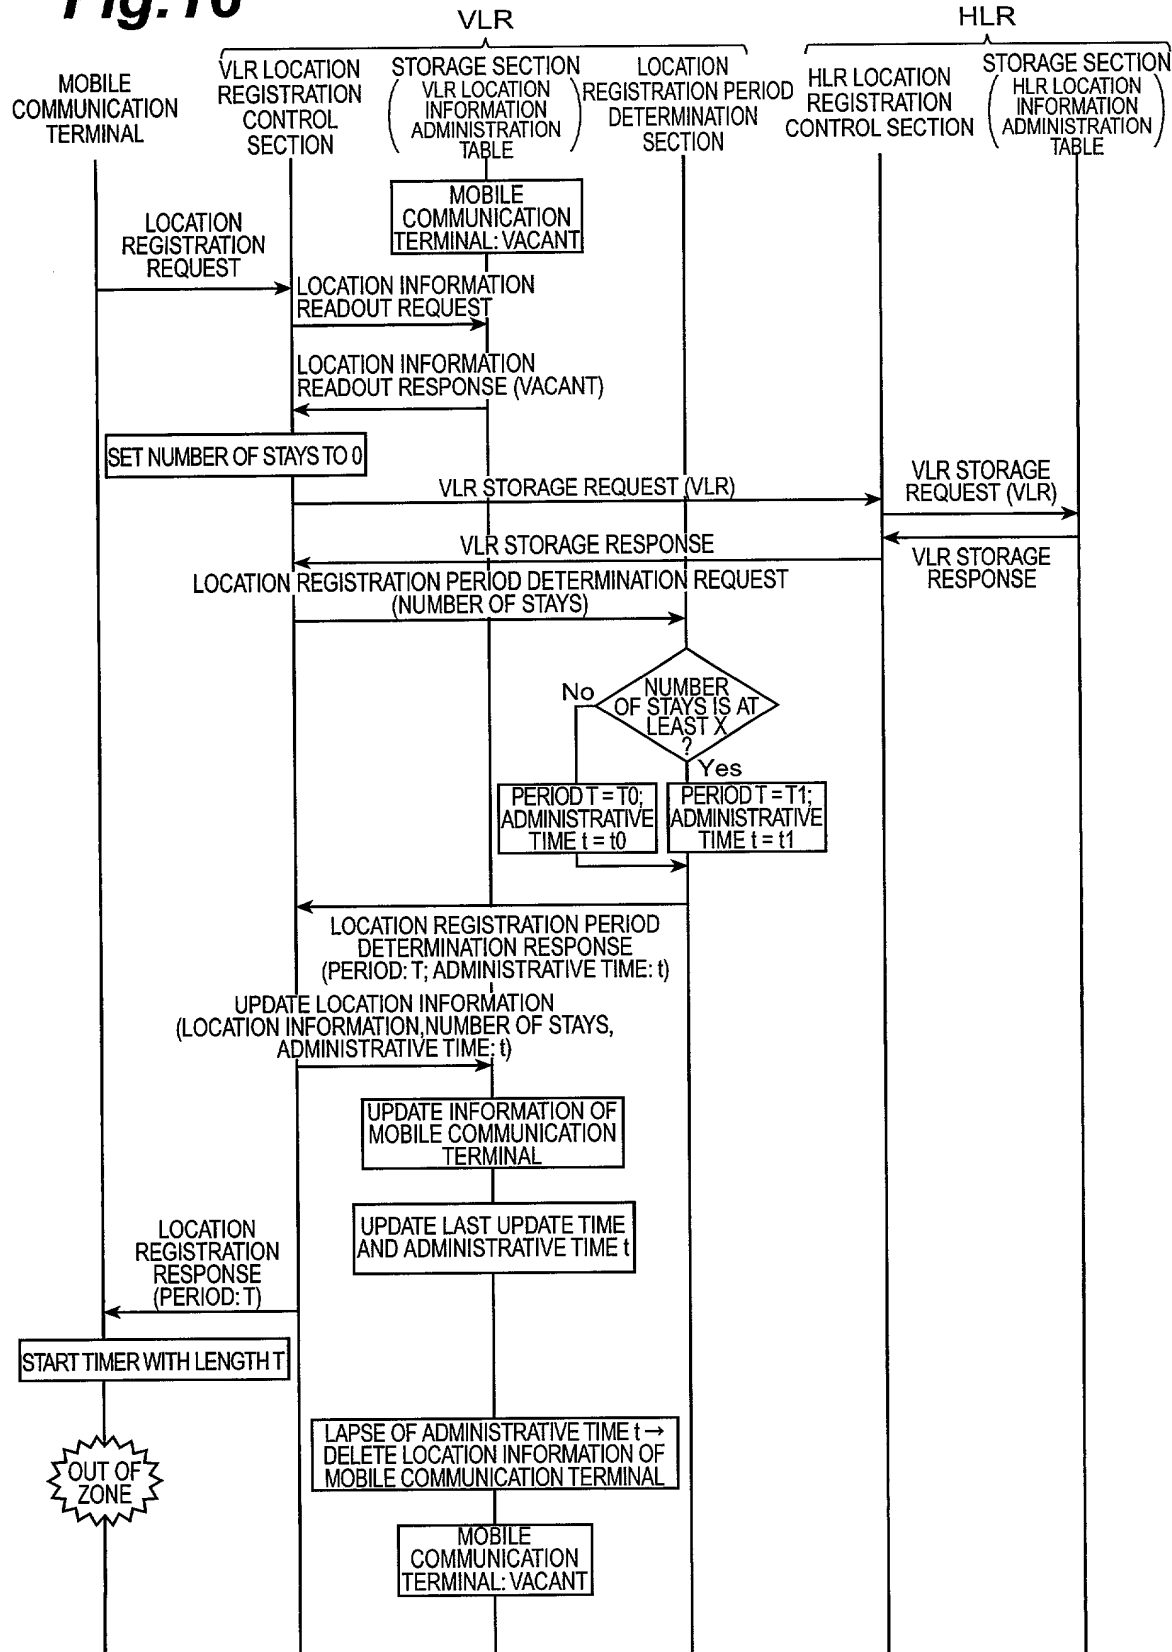 Fig.10
VLR
HLR
MOBILE
COMMUNICATION
TERMINAL
VLR LOCATION
REGISTRATION
CONTROL
SECTION
STORAGE SECTION
(VLR LOCATION
INFORMATION
ADMINISTRATION
TABLE)
LOCATION
REGISTRATION PERIOD
DETERMINATION
SECTION
HLR LOCATION
REGISTRATION
CONTROL SECTION
STORAGE SECTION
(HLR LOCATION
INFORMATION
ADMINISTRATION
TABLE)
MOBILE
COMMUNICATION
TERMINAL: VACANT
LOCATION
REGISTRATION
REQUEST
LOCATION INFORMATION
READOUT REQUEST
LOCATION INFORMATION
READOUT RESPONSE (VACANT)
SET NUMBER OF STAYS TO 0
VLR STORAGE REQUEST (VLR)
VLR STORAGE
REQUEST (VLR)
VLR STORAGE RESPONSE
VLR STORAGE
RESPONSE
LOCATION REGISTRATION PERIOD DETERMINATION REQUEST
(NUMBER OF STAYS)
NUMBER
OF STAYS IS AT
LEAST X
?
No
Yes
PERIOD T = T0;
ADMINISTRATIVE
TIME t = t0
PERIOD T = T1;
ADMINISTRATIVE
TIME t = t1
LOCATION REGISTRATION PERIOD
DETERMINATION RESPONSE
(PERIOD: T; ADMINISTRATIVE TIME: t)
UPDATE LOCATION INFORMATION
(LOCATION INFORMATION,NUMBER OF STAYS,
ADMINISTRATIVE TIME: t)
UPDATE INFORMATION OF
MOBILE COMMUNICATION
TERMINAL
UPDATE LAST UPDATE TIME
AND ADMINISTRATIVE TIME t
LOCATION
REGISTRATION
RESPONSE
(PERIOD: T)
START TIMER WITH LENGTH T
LAPSE OF ADMINISTRATIVE TIME t →
DELETE LOCATION INFORMATION OF
MOBILE COMMUNICATION TERMINAL
OUT OF
ZONE
MOBILE
COMMUNICATION
TERMINAL: VACANT